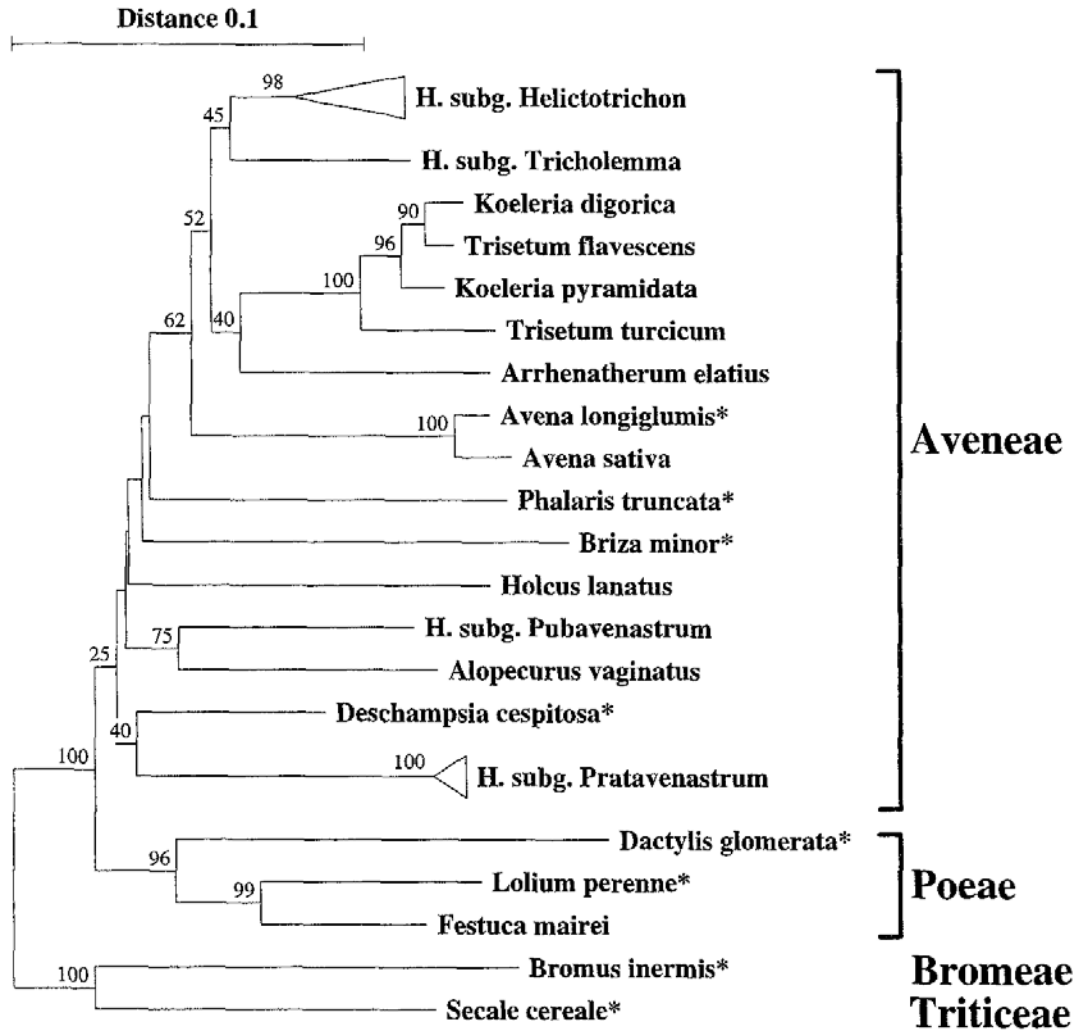 Distance 0.1
98
H. subg. Helictotrichon
45
H. subg. Tricholemma
Koeleria digorica
90
52
Trisetum flavescens
96
100
Koeleria pyramidata
62
40
Trisetum turcicum
Arrhenatherum elatius
Avena longiglumis*
100
Aveneae
Avena sativa
Phalaris truncata*
Briza minor*
Holcus lanatus
75
H. subg. Pubavenastrum
25
Alopecurus vaginatus
Deschampsia cespitosa*
40
100
100
H. subg. Pratavenastrum
Dactylis glomerata*
96
Lolium perenne*
Poeae
99
Festuca mairei
Bromus inermis*
Bromeae
100
Secale cereale*
Triticeae